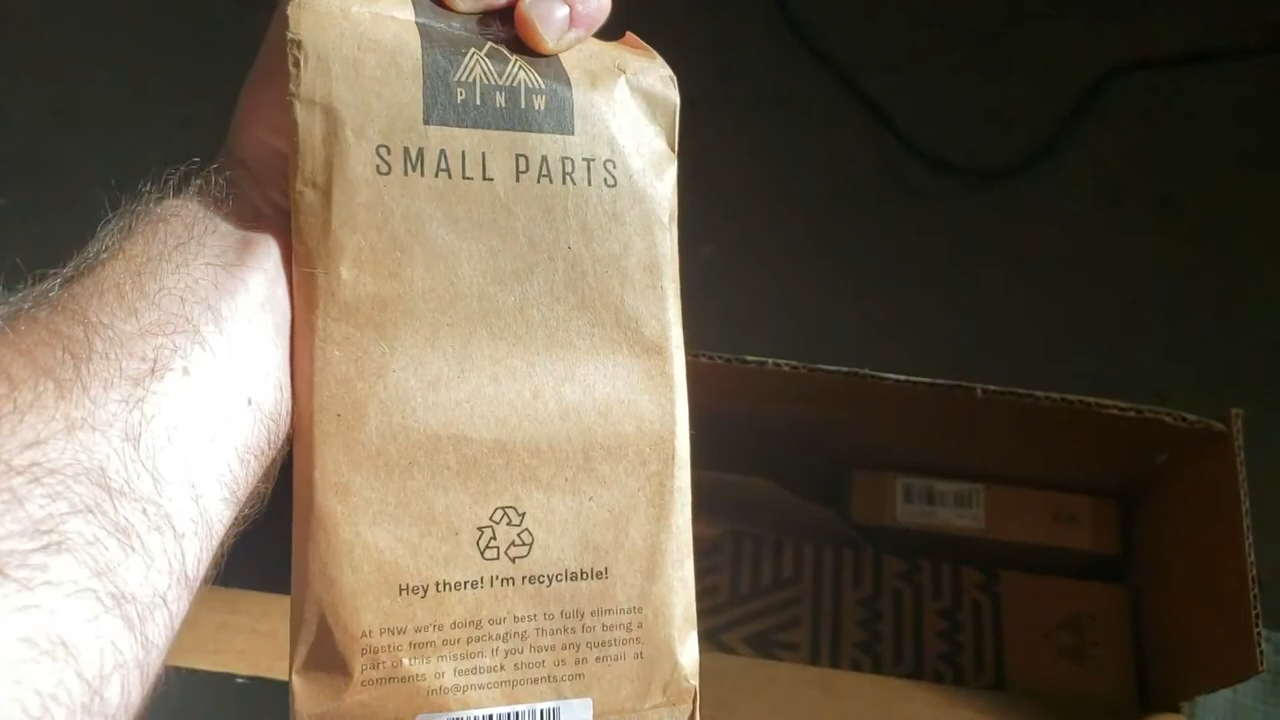 PNW
SMALL PARTS
Hey there! I'm recyclable!
At PNW we're doing our best to fully eliminate
plastic from our packaging. Thanks for being a
part of this mission. If you have any questions,
comments or feedback shoot us an email at
info@pnwcomponents.com